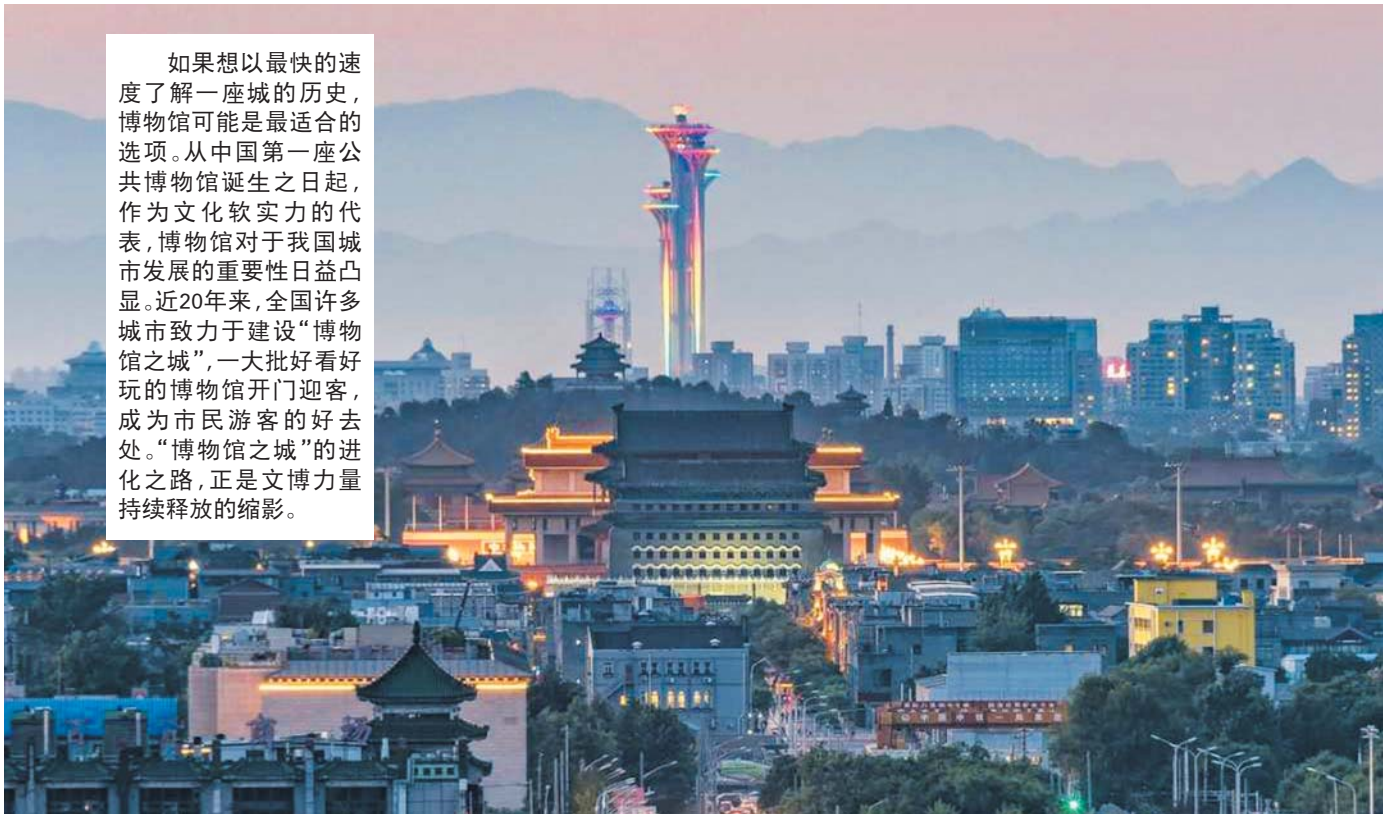 如果想以最快的速
度了解一座城的历史,
博物馆可能是最适合的
选项。从中国第一座公
共博物馆诞生之日起,
作为文化软实力的代
表,博物馆对于我国城
市发展的重要性日益凸
显。近20年来,全国许多
城市致力于建设“博物
馆之城”,一大批好看好
玩的博物馆开门迎客,
成为市民游客的好去
处。“博物馆之城”的进
化之路,正是文博力量
持续释放的缩影。